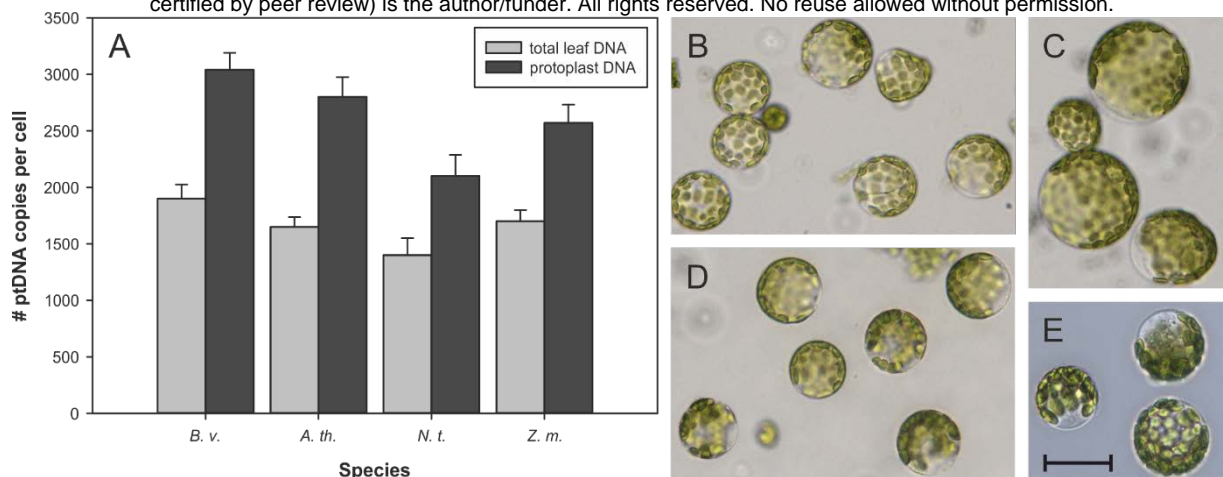 certified by peer review) is the author/funder. All rights reserved. No reuse allowed without permission.
A
total leaf DNA
protoplast DNA
# ptDNA copies per cell
3500
3000
2500
2000
1500
1000
500
0
B. v.
A. th.
N. t.
Z. m.
Species
B
C
D
E